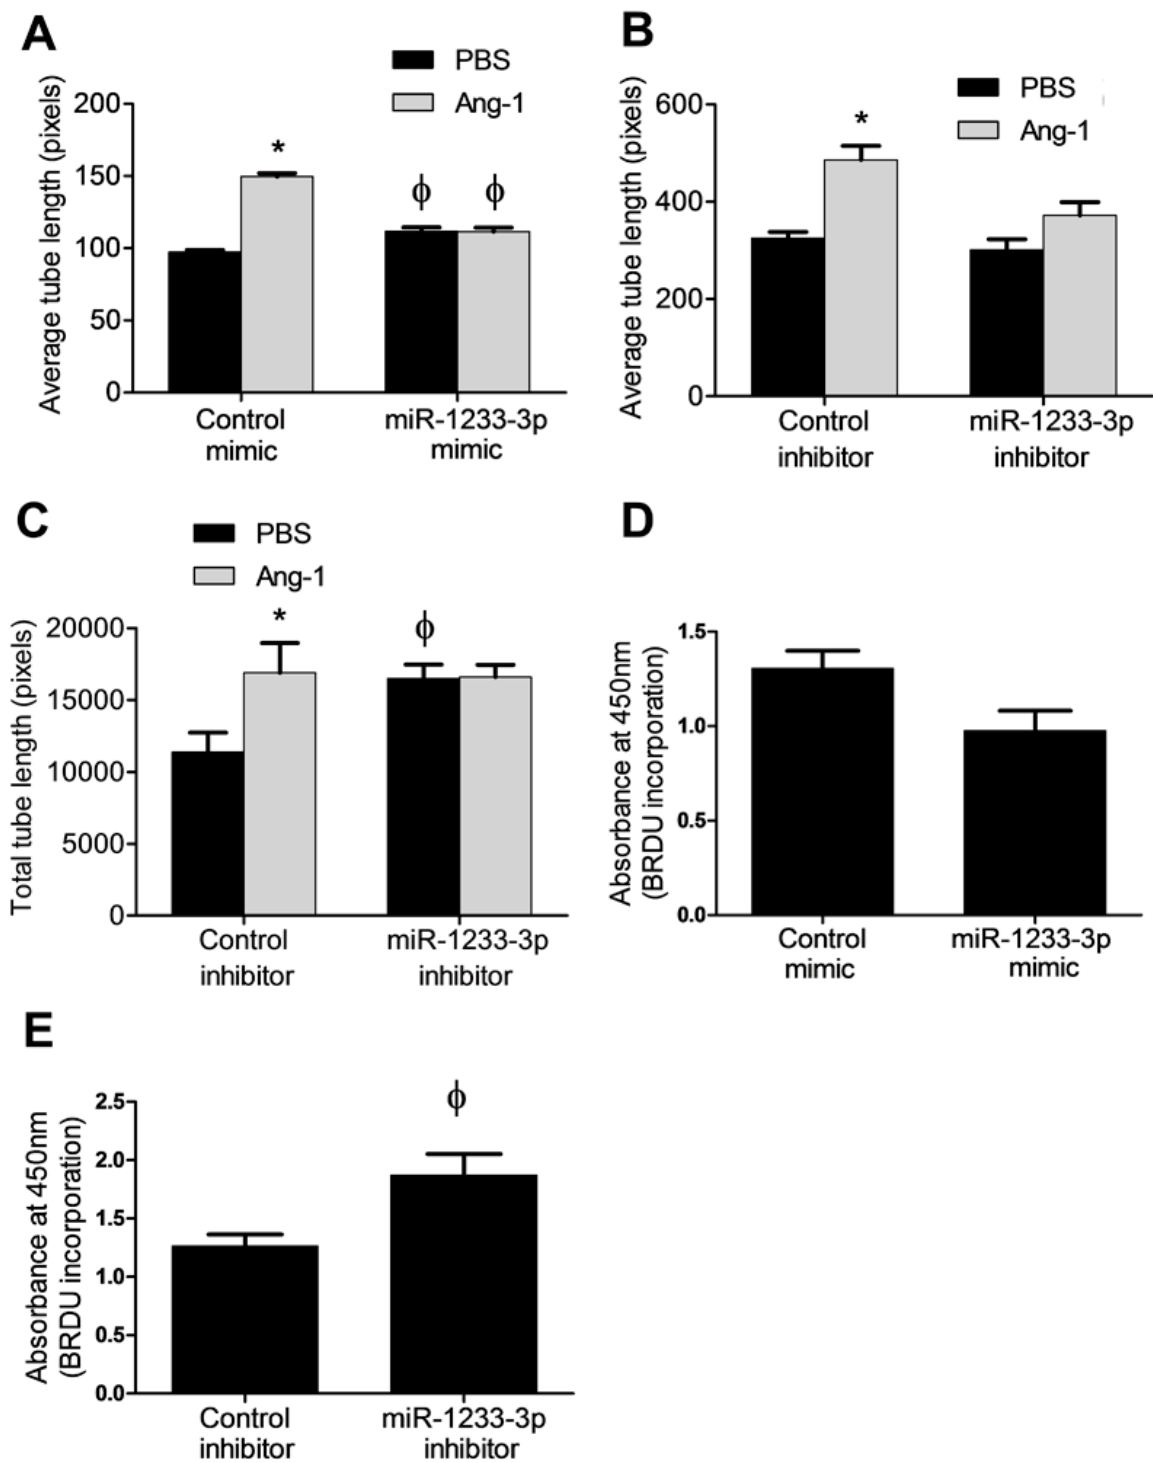 A
PBS
Ang-1
Average tube length (pixels)
200
150
100
50
0
*
ϕ
ϕ
Control
mimic
miR-1233-3p
mimic
B
PBS
Ang-1
Average tube length (pixels)
600
400
200
0
*
Control
inhibitor
miR-1233-3p
inhibitor
C
PBS
Ang-1
Total tube length (pixels)
20000
15000
10000
5000
0
*
ϕ
Control
inhibitor
miR-1233-3p
inhibitor
D
Absorbance at 450nm
(BRDU incorporation)
1.5
1.0
0.5
0.0
Control
mimic
miR-1233-3p
mimic
E
Absorbance at 450nm
(BRDU incorporation)
2.5
2.0
1.5
1.0
0.5
0.0
ϕ
Control
inhibitor
miR-1233-3p
inhibitor